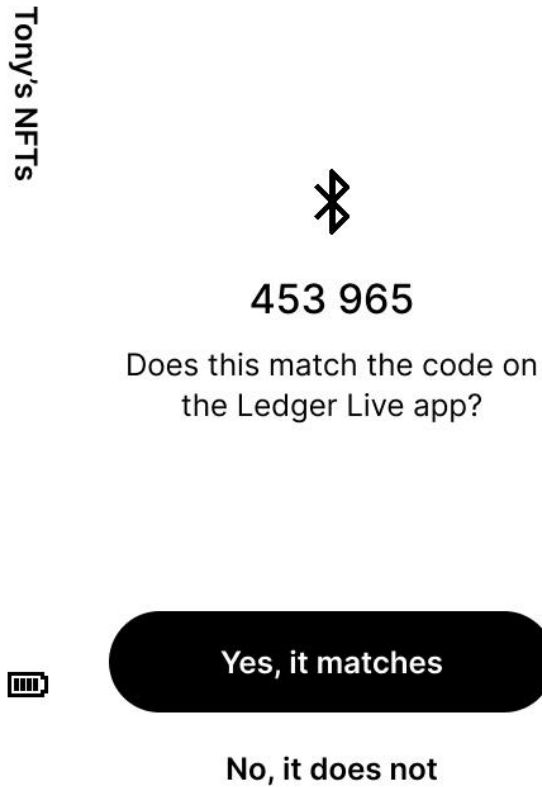 Tony's NFTs
453 965
Does this match the code on
the Ledger Live app?
Yes, it matches
No, it does not